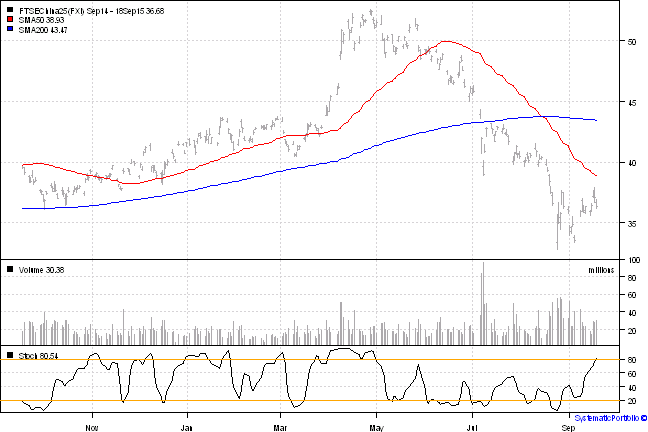 FTSEChina25(FXI) Sep14 - 18Sep15 36.68
SMA50 38.93
SMA200 43.47
50
45
40
35
Volume 30.38
millions
100
80
60
40
20
Stoch 80.54
80
60
40
20
Nov Jan Mar May Jul Sep
SystematicPortfolio ©